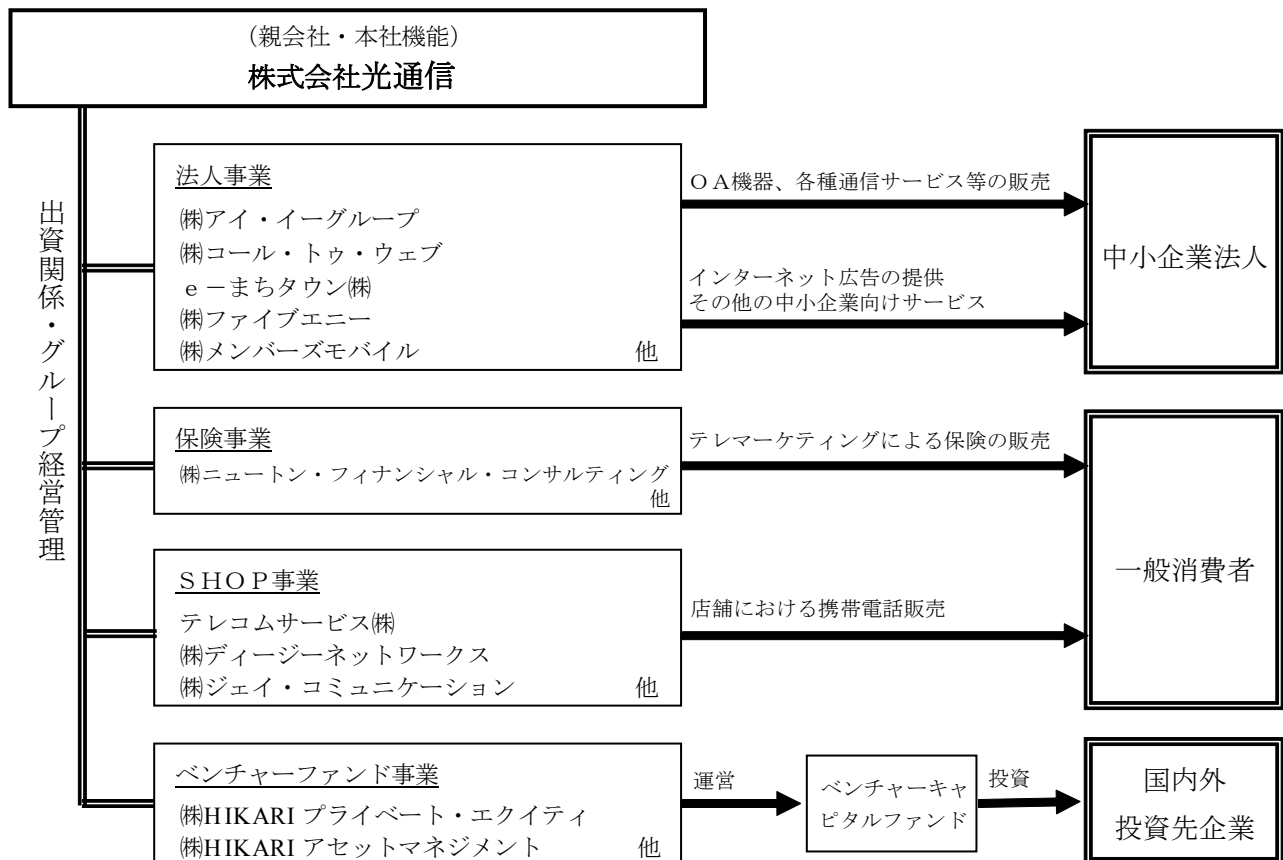 （親会社・本社機能）
株式会社光通信
出資関係・グループ経営管理
法人事業
㈱アイ・イーグループ
㈱コール・トゥ・ウェブ
ｅ－まちタウン㈱
㈱ファイブエニー
㈱メンバーズモバイル 他
ＯＡ機器、各種通信サービス等の販売
インターネット広告の提供
その他の中小企業向けサービス
中小企業法人
保険事業
㈱ニュートン・フィナンシャル・コンサルティング
他
テレマーケティングによる保険の販売
ＳＨＯＰ事業
テレコムサービス㈱
㈱ディージーネットワークス
㈱ジェイ・コミュニケーション 他
店舗における携帯電話販売
一般消費者
ベンチャーファンド事業
㈱HIKARI プライベート・エクイティ
㈱HIKARI アセットマネジメント 他
運営
ベンチャーキャ
ピタルファンド
投資
国内外
投資先企業